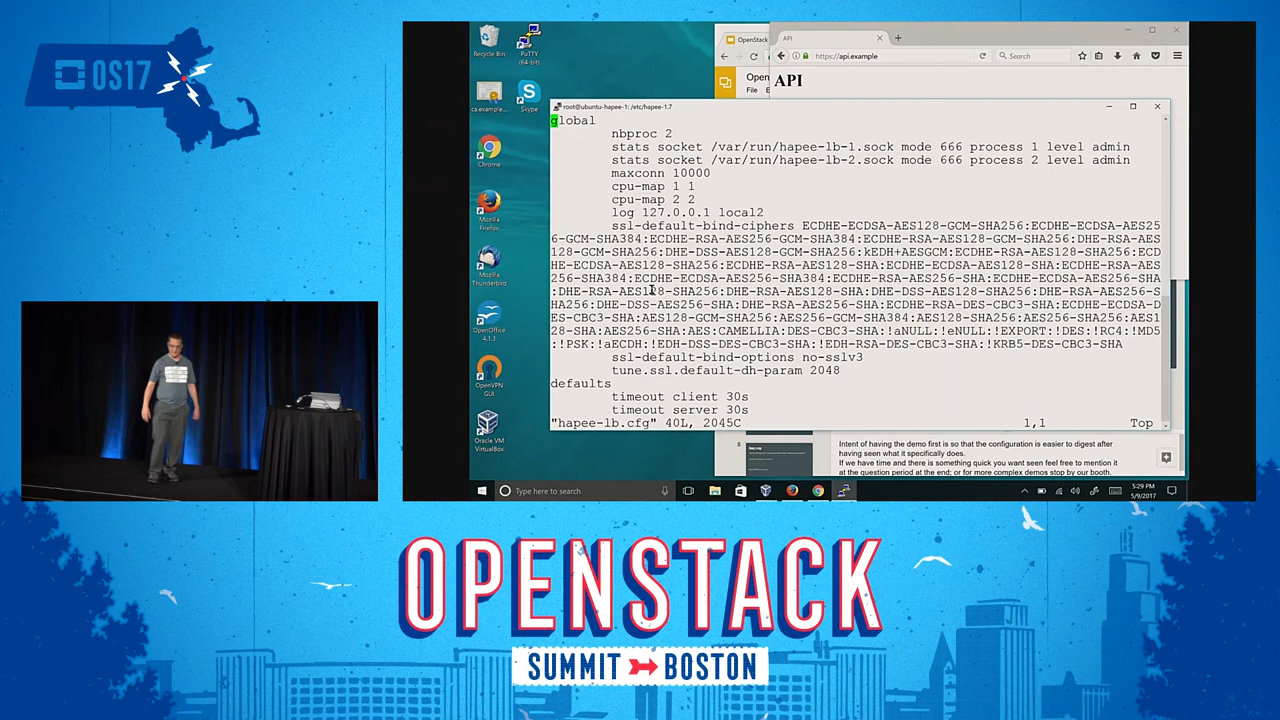 OS17
Recycle Bin
PuTTY
(64-bit)
ca.example...
Skype
Chrome
Mozilla
Firefox
Mozilla
Thunderbird
OpenOffice
4.1.3
OpenVPN
GUI
Oracle VM
VirtualBox
OpenStack
API
https://api.example
Search
Open
File
API
root@ubuntu-hapee-1: /etc/hapee-1.7
global
nbproc 2
stats socket /var/run/hapee-lb-1.sock mode 666 process 1 level admin
stats socket /var/run/hapee-lb-2.sock mode 666 process 2 level admin
maxconn 10000
cpu-map 1 1
cpu-map 2 2
log 127.0.0.1 local2
ssl-default-bind-ciphers ECDHE-ECDSA-AES128-GCM-SHA256:ECDHE-ECDSA-AES25
6-GCM-SHA384:ECDHE-RSA-AES256-GCM-SHA384:ECDHE-RSA-AES128-GCM-SHA256:DHE-RSA-AES
128-GCM-SHA256:DHE-DSS-AES128-GCM-SHA256:kEDH+AESGCM:ECDHE-RSA-AES128-SHA256:ECD
HE-ECDSA-AES128-SHA256:ECDHE-RSA-AES128-SHA:ECDHE-ECDSA-AES128-SHA:ECDHE-RSA-AES
256-SHA384:ECDHE-ECDSA-AES256-SHA384:ECDHE-RSA-AES256-SHA:ECDHE-ECDSA-AES256-SHA
:DHE-RSA-AES128-SHA256:DHE-RSA-AES128-SHA:DHE-DSS-AES128-SHA256:DHE-RSA-AES256-S
HA256:DHE-DSS-AES256-SHA:DHE-RSA-AES256-SHA:ECDHE-RSA-DES-CBC3-SHA:ECDHE-ECDSA-D
ES-CBC3-SHA:AES128-GCM-SHA256:AES256-GCM-SHA384:AES128-SHA256:AES256-SHA256:AES1
28-SHA:AES256-SHA:AES:CAMELLIA:DES-CBC3-SHA:!aNULL:!eNULL:!EXPORT:!DES:!RC4:!MD5
:!PSK:!aECDH:!EDH-DSS-DES-CBC3-SHA:!EDH-RSA-DES-CBC3-SHA:!KRB5-DES-CBC3-SHA
ssl-default-bind-options no-sslv3
tune.ssl.default-dh-param 2048
defaults
timeout client 30s
timeout server 30s
"hapee-lb.cfg" 40L, 2045C 1,1 Top
8
Intent of having the demo first is so that the configuration is easier to digest after
having seen what it specifically does.
If we have time and there is something quick you want seen feel free to mention it
at the question period at the end; or for more complex demos stop by our booth.
Type here to search
5:29 PM
5/9/2017
OPENSTACK
SUMMIT BOSTON